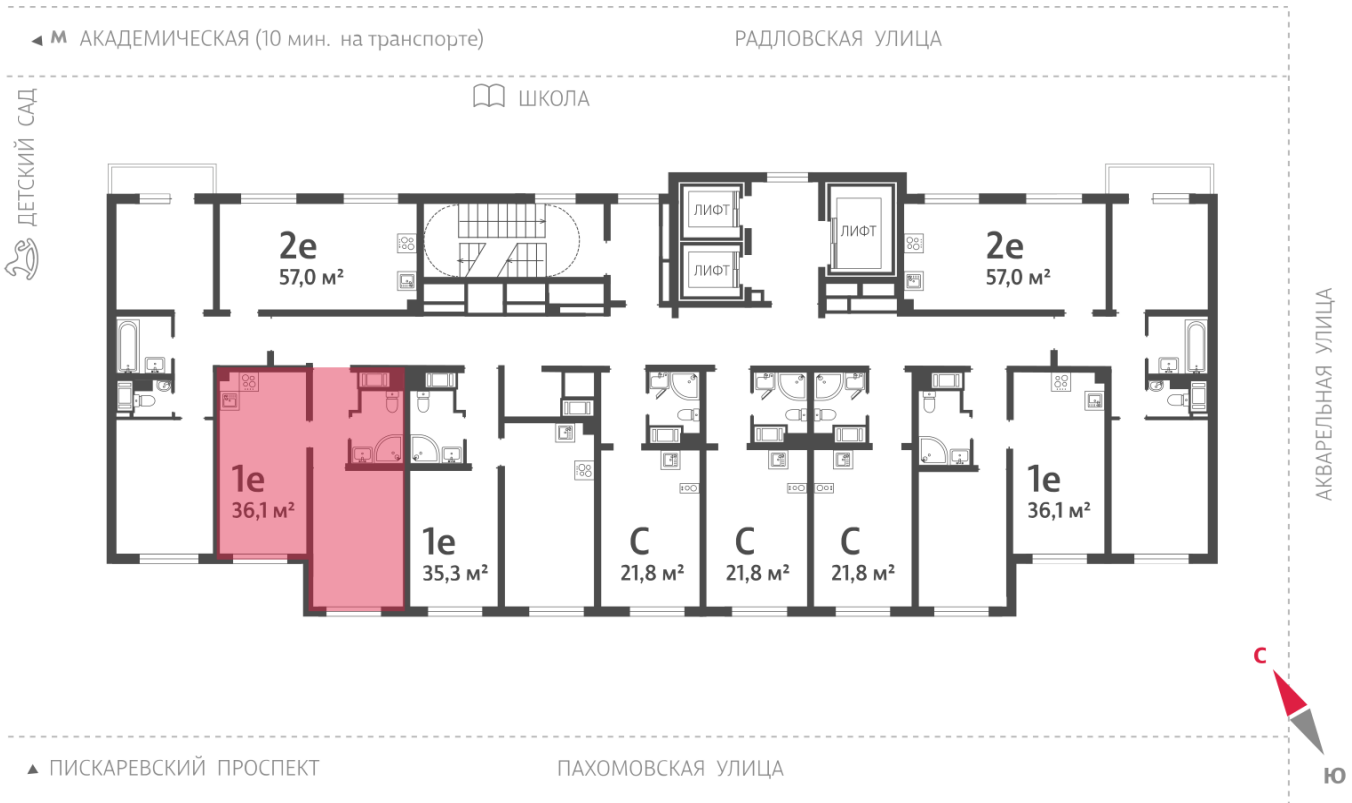 М АКАДЕМИЧЕСКАЯ (10 мин. на транспорте)
РАДЛОВСКАЯ УЛИЦА
ШКОЛА
ДЕТСКИЙ САД
ЛИФТ
ЛИФТ
ЛИФТ
2е
57,0 м²
2е
57,0 м²
АКВАРЕЛЬНАЯ УЛИЦА
1е
36,1 м²
1е
35,3 м²
С
21,8 м²
С
21,8 м²
С
21,8 м²
1е
36,1 м²
С
Ю
ПИСКАРЕВСКИЙ ПРОСПЕКТ
ПАХОМОВСКАЯ УЛИЦА